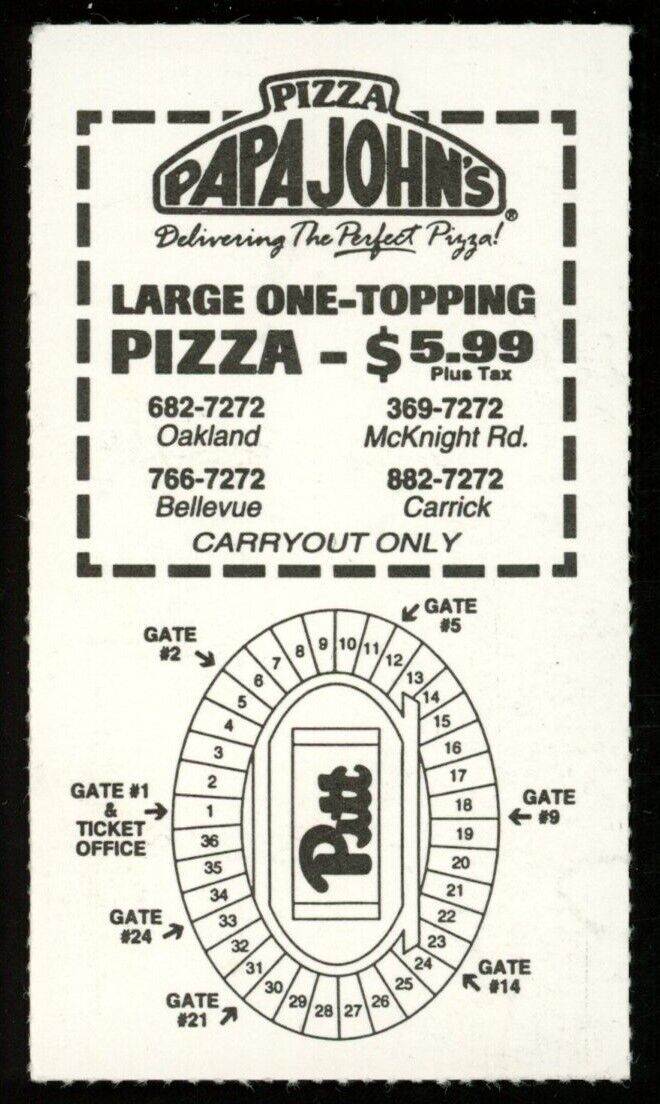 PIZZA
PAPA JOHN'S®
Delivering The Perfect Pizza!
LARGE ONE-TOPPING
PIZZA - $5.99
Plus Tax
682-7272 369-7272
Oakland McKnight Rd.
766-7272 882-7272
Bellevue Carrick
CARRYOUT ONLY
GATE
#5
GATE
#2
GATE #1
&
TICKET
OFFICE
GATE
#9
GATE
#24
GATE
#14
GATE
#21
1
2
3
4
5
6
7
8
9
10
11
12
13
14
15
16
17
18
19
20
21
22
23
24
25
26
27
28
29
30
31
32
33
34
35
36
Pitt